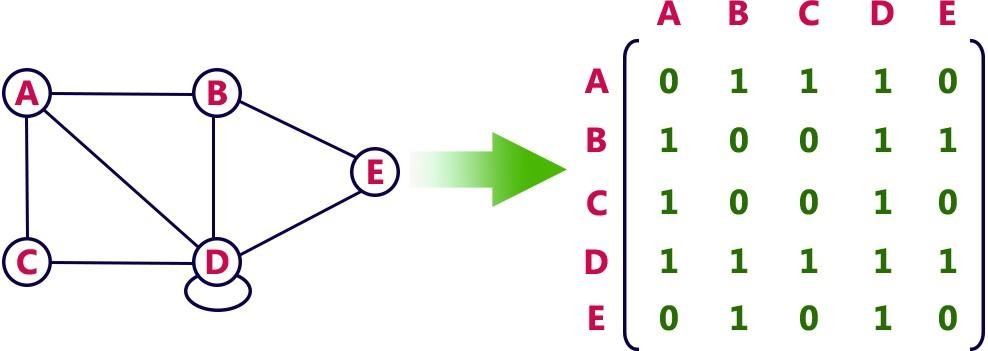 A B C D E
A B
A 0 1 1 1 0
B 1 0 0 1 1
E
C 1 0 0 1 0
C D
D 1 1 1 1 1
E 0 1 0 1 0